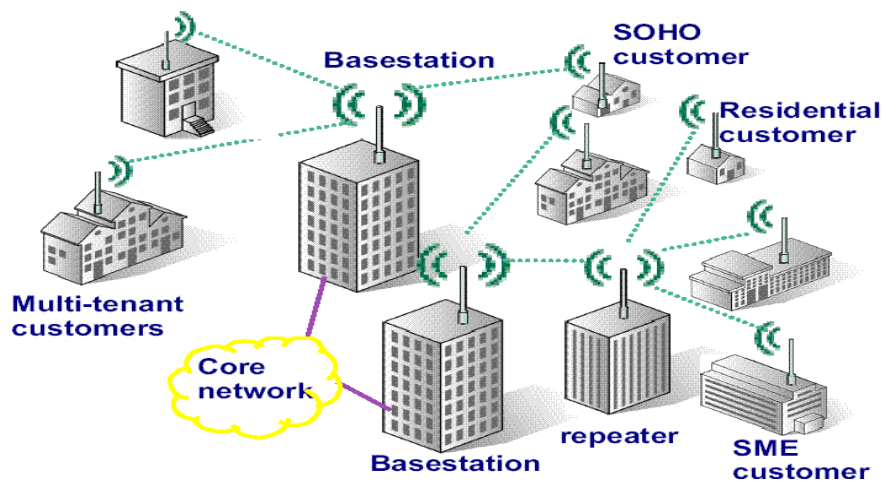 Basestation
SOHO
customer
Residential
customer
Multi-tenant
customers
Core
network
Basestation
repeater
SME
customer